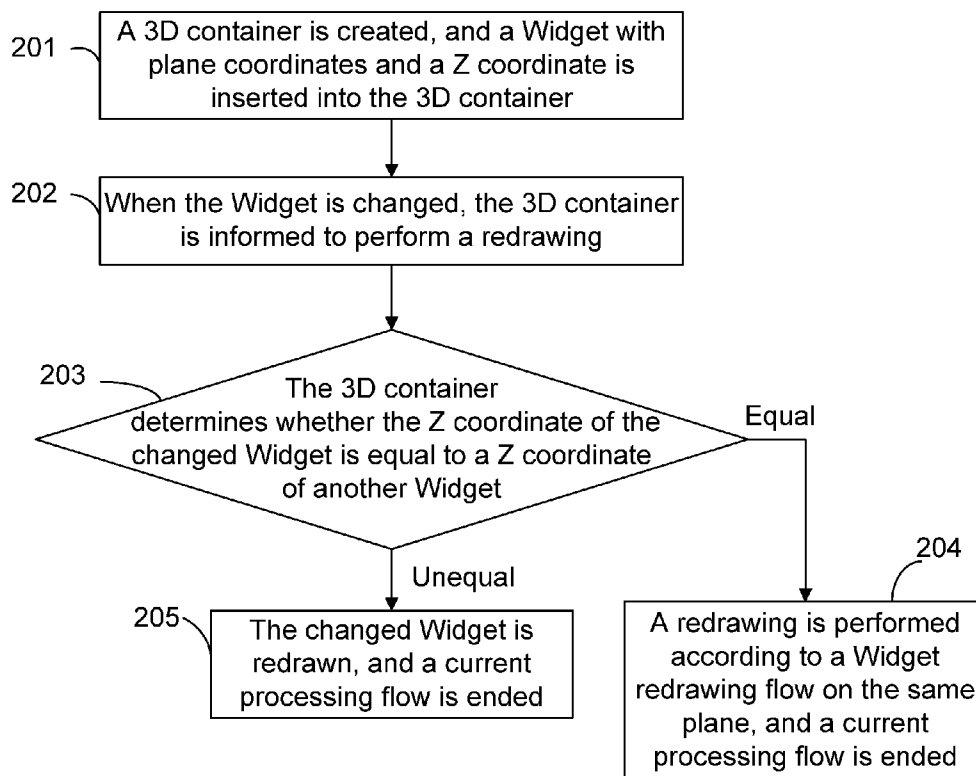 201
A 3D container is created, and a Widget with
plane coordinates and a Z coordinate is
inserted into the 3D container
202
When the Widget is changed, the 3D container
is informed to perform a redrawing
203
The 3D container
determines whether the Z coordinate of the
changed Widget is equal to a Z coordinate
of another Widget
Equal
Unequal
204
A redrawing is performed
according to a Widget
redrawing flow on the same
plane, and a current
processing flow is ended
205
The changed Widget is
redrawn, and a current
processing flow is ended